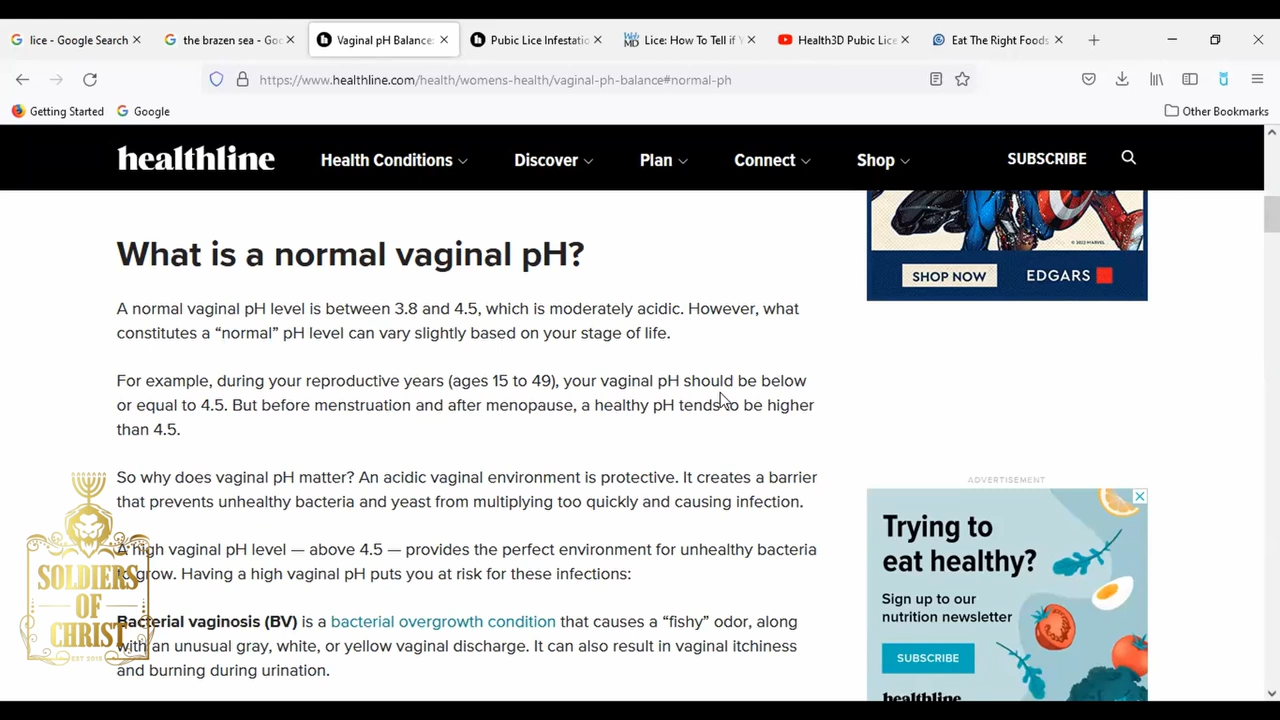 lice - Google Search
the brazen sea - Goo
Vaginal pH Balance:
Pubic Lice Infestatio
WebMD
Lice: How To Tell if Y
Health3D Pubic Lice
Eat The Right Foods
https://www.healthline.com/health/womens-health/vaginal-ph-balance#normal-ph
Getting Started
Google
Other Bookmarks
healthline
Health Conditions
Discover
Plan
Connect
Shop
SUBSCRIBE
© 2023 MARVEL
SHOP NOW
EDGARS
What is a normal vaginal pH?
A normal vaginal pH level is between 3.8 and 4.5, which is moderately acidic. However, what
constitutes a “normal” pH level can vary slightly based on your stage of life.
For example, during your reproductive years (ages 15 to 49), your vaginal pH should be below
or equal to 4.5. But before menstruation and after menopause, a healthy pH tends to be higher
than 4.5.
So why does vaginal pH matter? An acidic vaginal environment is protective. It creates a barrier
that prevents unhealthy bacteria and yeast from multiplying too quickly and causing infection.
A high vaginal pH level — above 4.5 — provides the perfect environment for unhealthy bacteria
to grow. Having a high vaginal pH puts you at risk for these infections:
Bacterial vaginosis (BV) is a bacterial overgrowth condition that causes a “fishy” odor, along
with an unusual gray, white, or yellow vaginal discharge. It can also result in vaginal itchiness
and burning during urination.
ADVERTISEMENT
Trying to
eat healthy?
Sign up to our
nutrition newsletter
SUBSCRIBE
healthline
SOLDIERS
OF
CHRIST